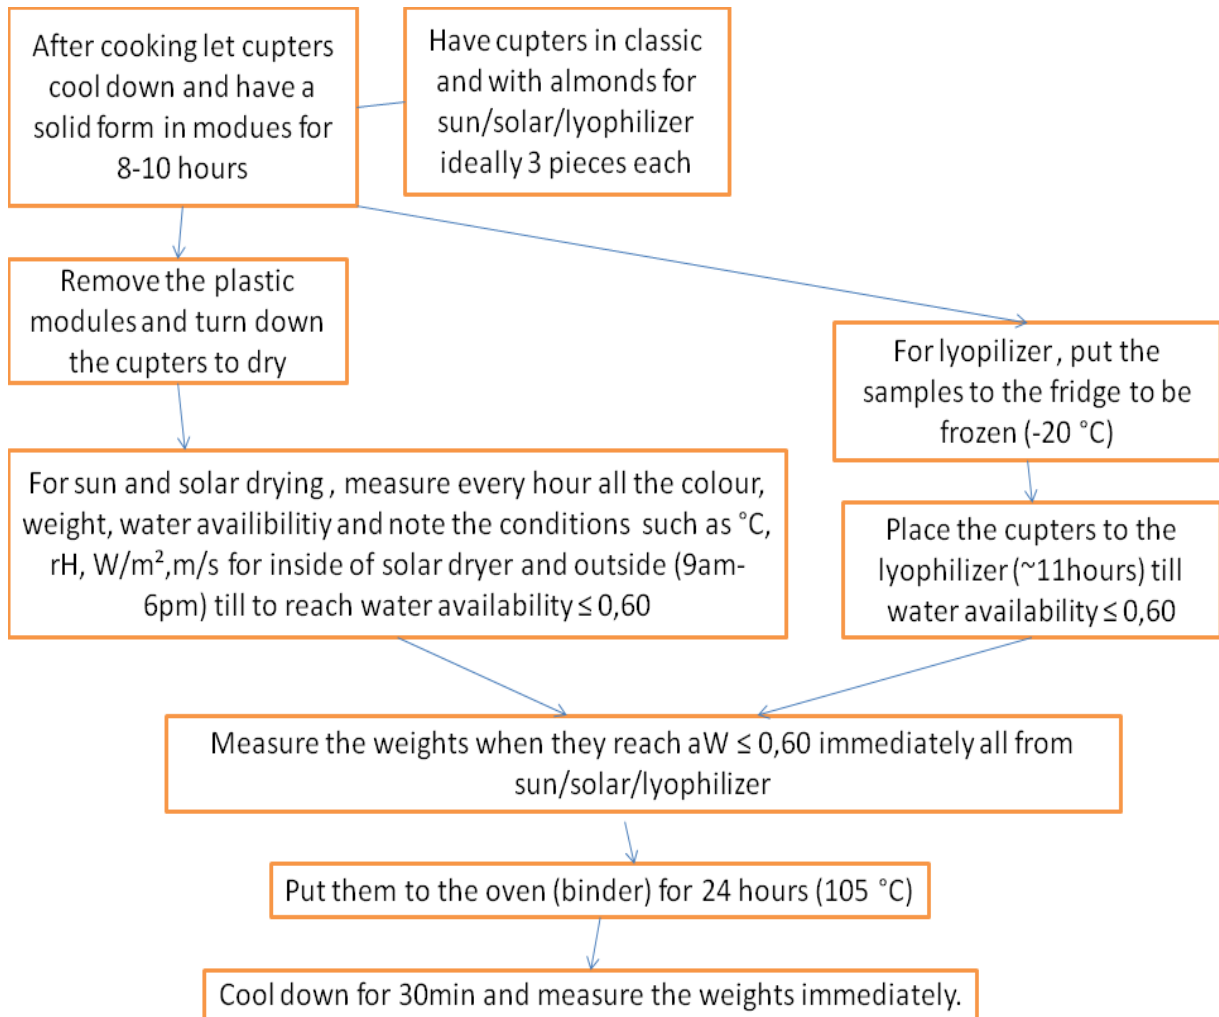 After cooking let cupters
cool down and have a
solid form in modues for
8-10 hours
Have cupters in classic
and with almonds for
sun/solar/lyophilizer
ideally 3 pieces each
Remove the plastic
modules and turn down
the cupters to dry
For lyopilizer, put the
samples to the fridge to be
frozen (-20 °C)
For sun and solar drying , measure every hour all the colour,
weight, water availibilitiy and note the conditions such as °C,
rH, W/m²,m/s for inside of solar dryer and outside (9am-
6pm) till to reach water availability ≤ 0,60
Place the cupters to the
lyophilizer (~11hours) till
water availability ≤ 0,60
Measure the weights when they reach aW ≤ 0,60 immediately all from
sun/solar/lyophilizer
Put them to the oven (binder) for 24 hours (105 °C)
Cool down for 30min and measure the weights immediately.